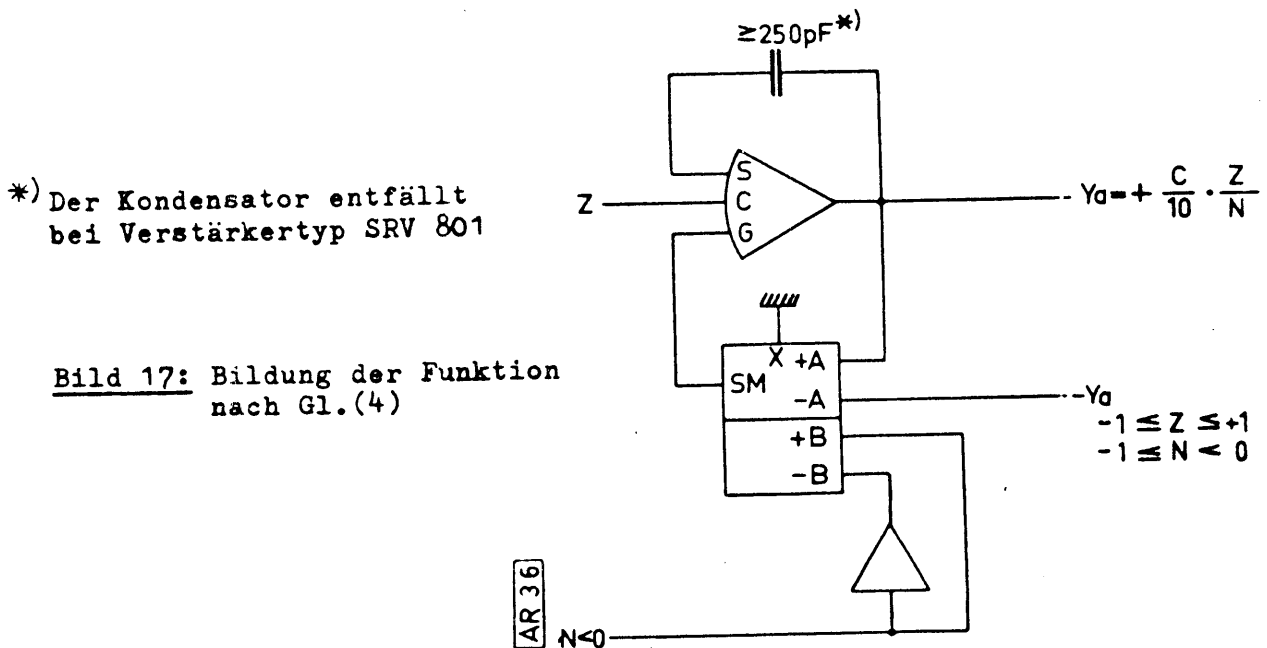 ≥250pF*)
*) Der Kondensator entfällt
bei Verstärkertyp SRV 801
S
Z
C
G
Ya=+ C/10 · Z/N
Bild 17: Bildung der Funktion
nach Gl.(4)
X
+A
SM
-A
-Ya
+B
-B
-1 ≤ Z ≤ +1
-1 ≤ N < 0
AR 36
N<0